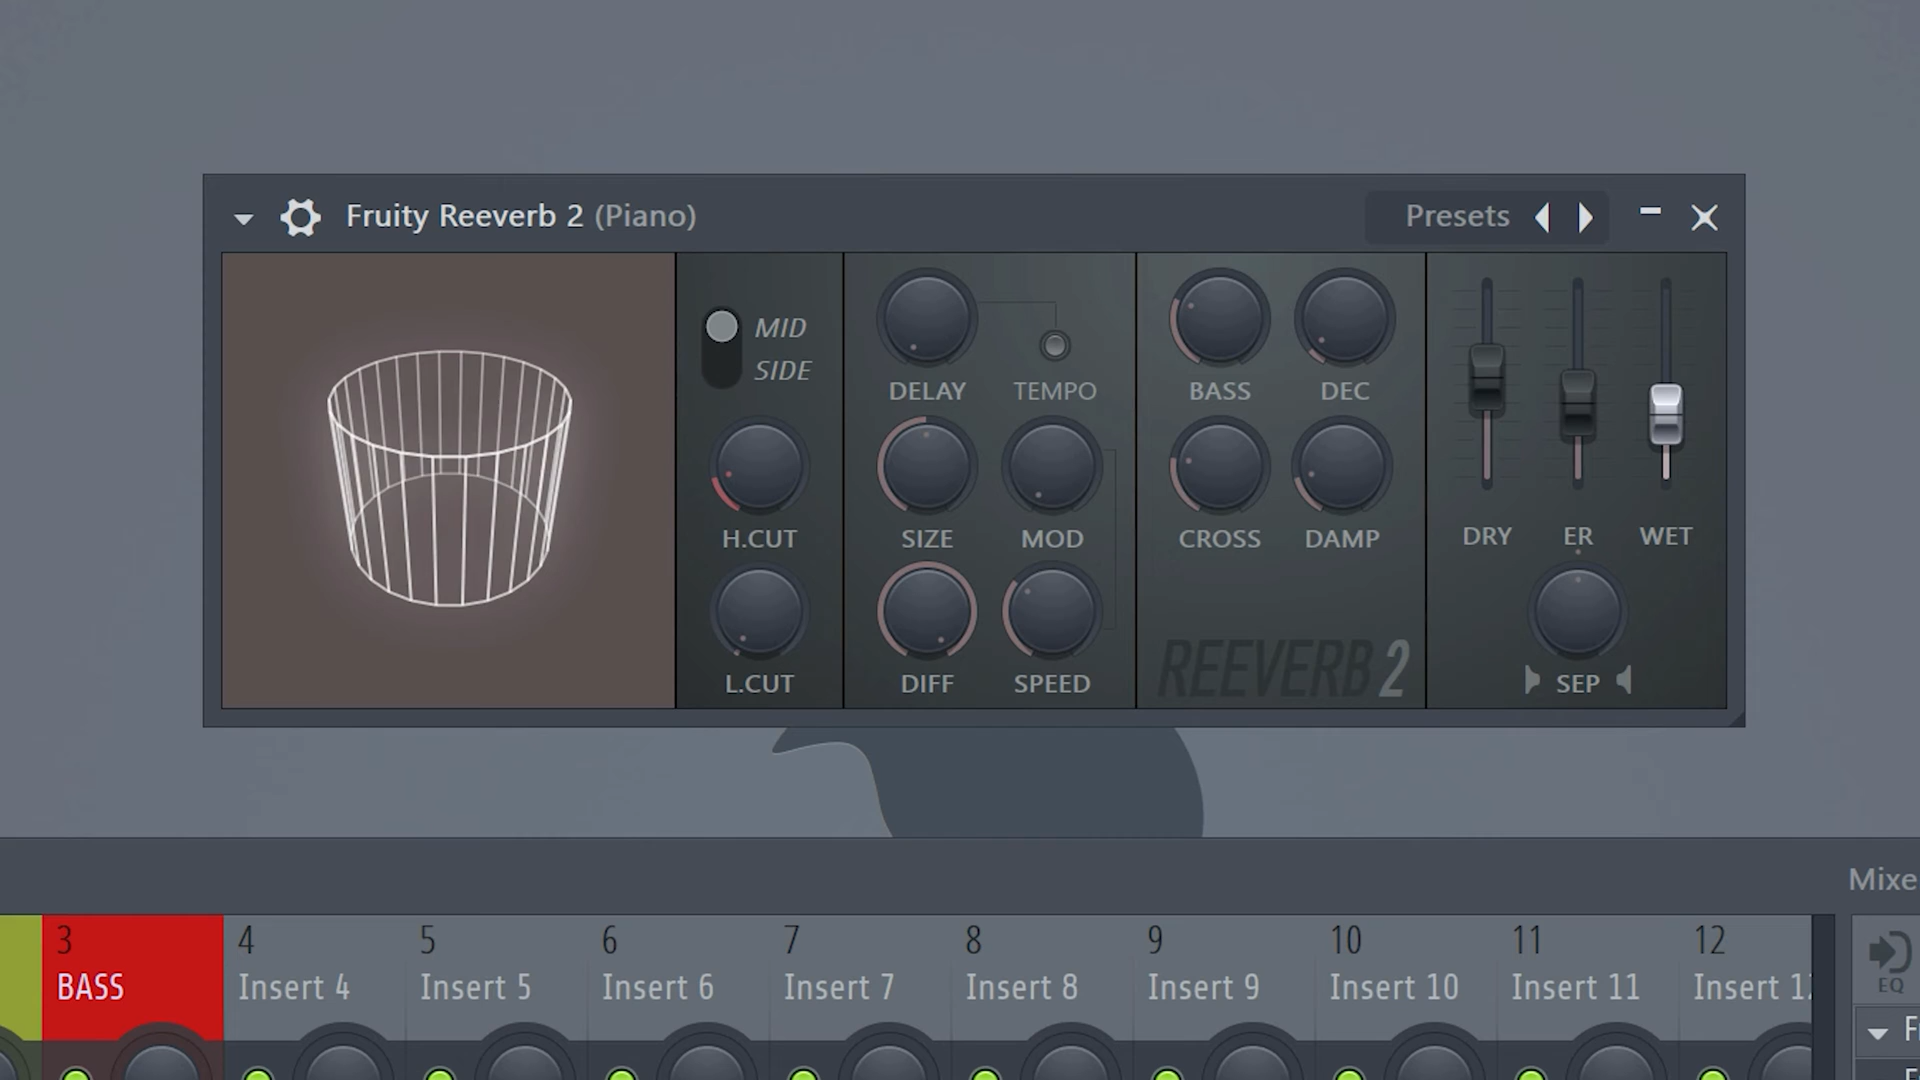 Fruity Reeverb 2 (Piano)
Presets
MID
SIDE
H.CUT
L.CUT
DELAY
TEMPO
SIZE
MOD
DIFF
SPEED
BASS
DEC
CROSS
DAMP
REEVERB 2
DRY
ER
WET
SEP
Mixe
3
BASS
4
Insert 4
5
Insert 5
6
Insert 6
7
Insert 7
8
Insert 8
9
Insert 9
10
Insert 10
11
Insert 11
12
Insert 1
EQ